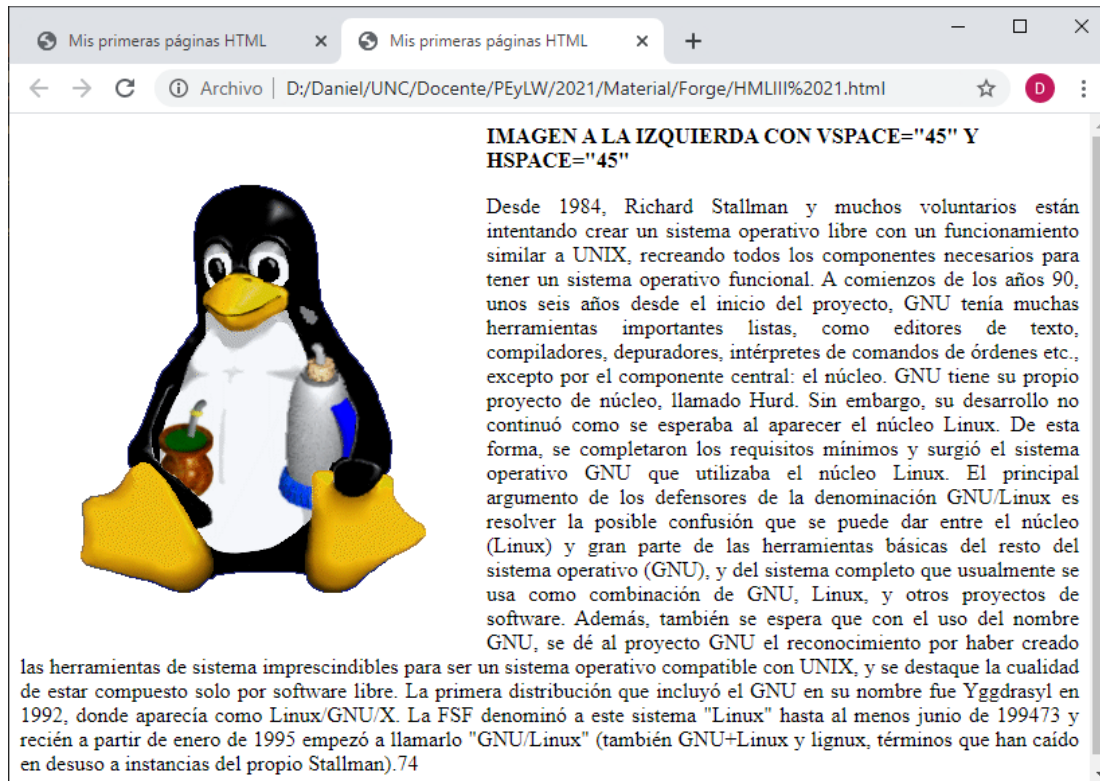 Mis primeras páginas HTML
Mis primeras páginas HTML
Archivo | D:/Daniel/UNC/Docente/PEyLW/2021/Material/Forge/HMLIII%2021.html
D
IMAGEN A LA IZQUIERDA CON VSPACE="45" Y
HSPACE="45"
Desde 1984, Richard Stallman y muchos voluntarios están
intentando crear un sistema operativo libre con un funcionamiento
similar a UNIX, recreando todos los componentes necesarios para
tener un sistema operativo funcional. A comienzos de los años 90,
unos seis años desde el inicio del proyecto, GNU tenía muchas
herramientas importantes listas, como editores de texto,
compiladores, depuradores, intérpretes de comandos de órdenes etc.,
excepto por el componente central: el núcleo. GNU tiene su propio
proyecto de núcleo, llamado Hurd. Sin embargo, su desarrollo no
continuó como se esperaba al aparecer el núcleo Linux. De esta
forma, se completaron los requisitos mínimos y surgió el sistema
operativo GNU que utilizaba el núcleo Linux. El principal
argumento de los defensores de la denominación GNU/Linux es
resolver la posible confusión que se puede dar entre el núcleo
(Linux) y gran parte de las herramientas básicas del resto del
sistema operativo (GNU), y del sistema completo que usualmente se
usa como combinación de GNU, Linux, y otros proyectos de
software. Además, también se espera que con el uso del nombre
GNU, se dé al proyecto GNU el reconocimiento por haber creado
las herramientas de sistema imprescindibles para ser un sistema operativo compatible con UNIX, y se destaque la cualidad
de estar compuesto solo por software libre. La primera distribución que incluyó el GNU en su nombre fue Yggdrasyl en
1992, donde aparecía como Linux/GNU/X. La FSF denominó a este sistema "Linux" hasta al menos junio de 199473 y
recién a partir de enero de 1995 empezó a llamarlo "GNU/Linux" (también GNU+Linux y lignux, términos que han caído
en desuso a instancias del propio Stallman).74